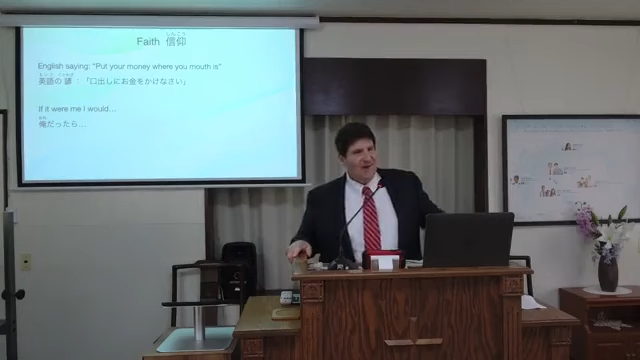 Faith 信仰
English saying: “Put your money where you mouth is”
英語の諺：「口出しにお金をかけなさい」
If it were me I would…
俺だったら…